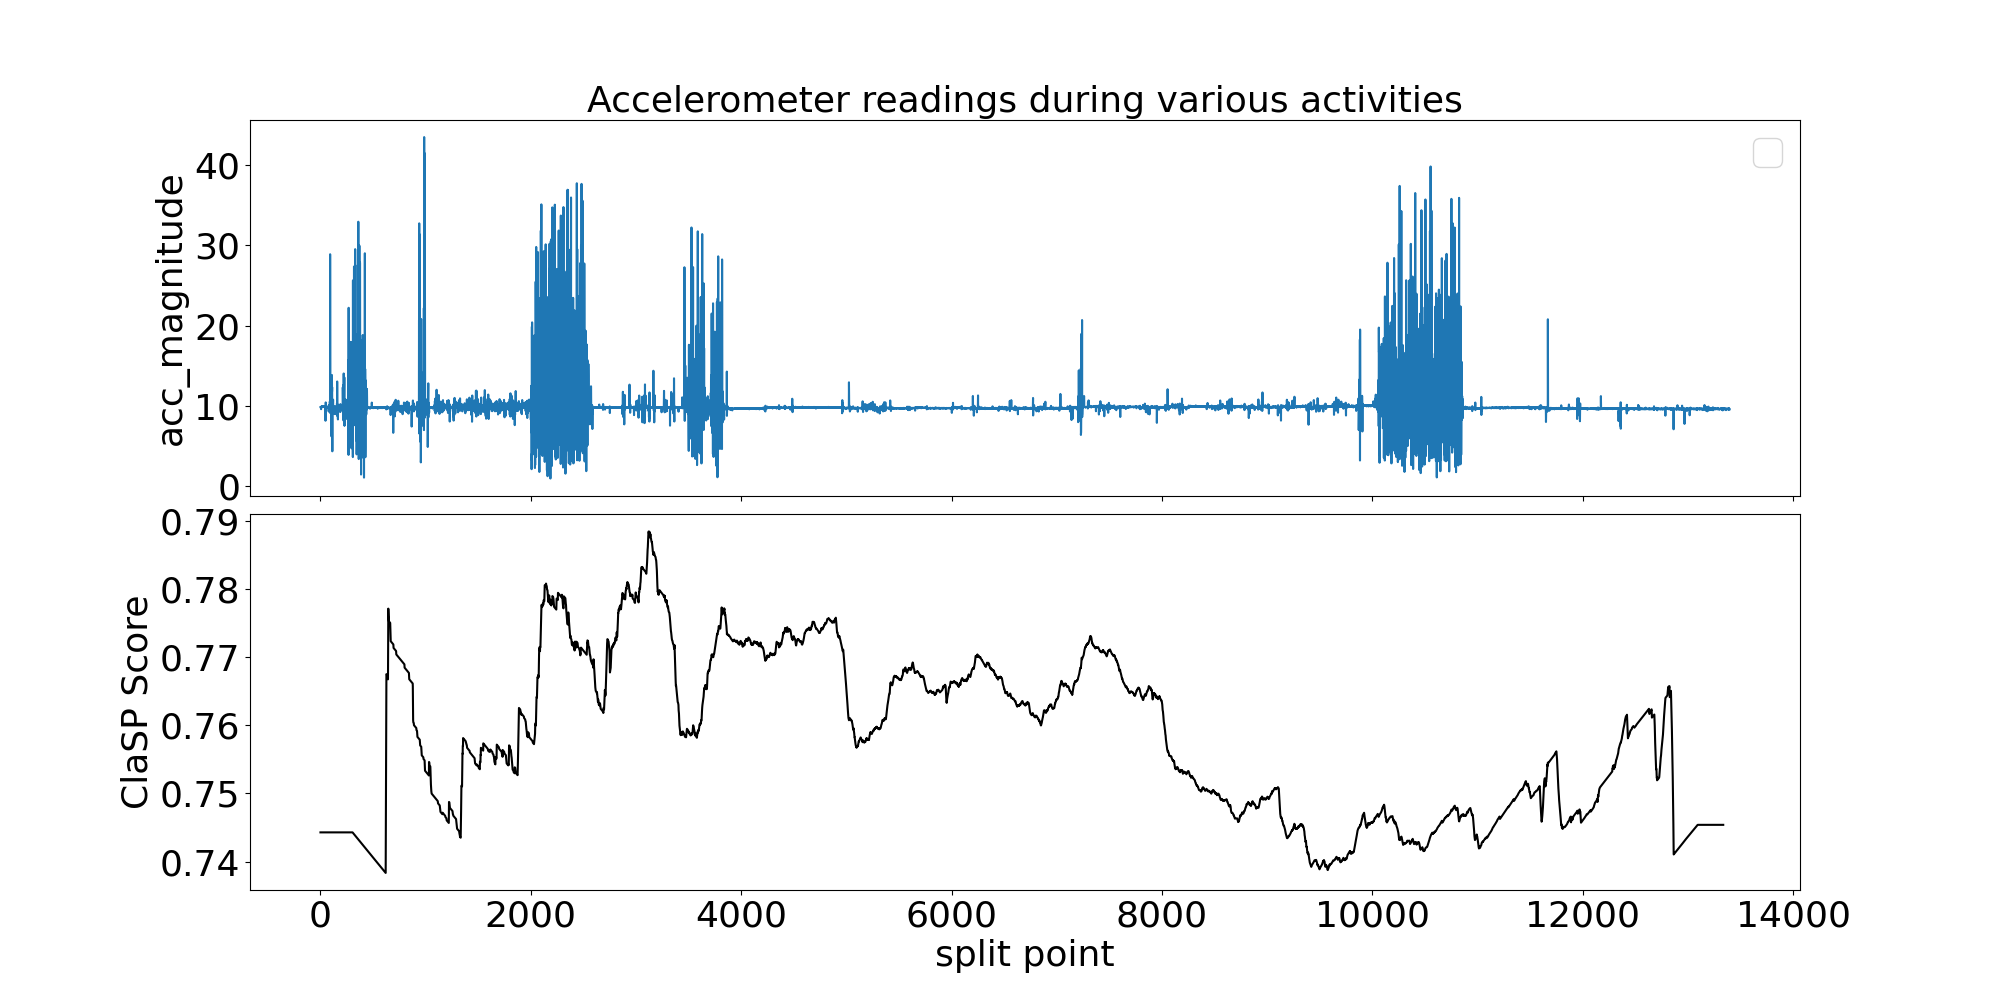 Accelerometer readings during various activities
acc_magnitude
40
30
20
10
0
ClaSP Score
0.79
0.78
0.77
0.76
0.75
0.74
0 2000 4000 6000 8000 10000 12000 14000
split point